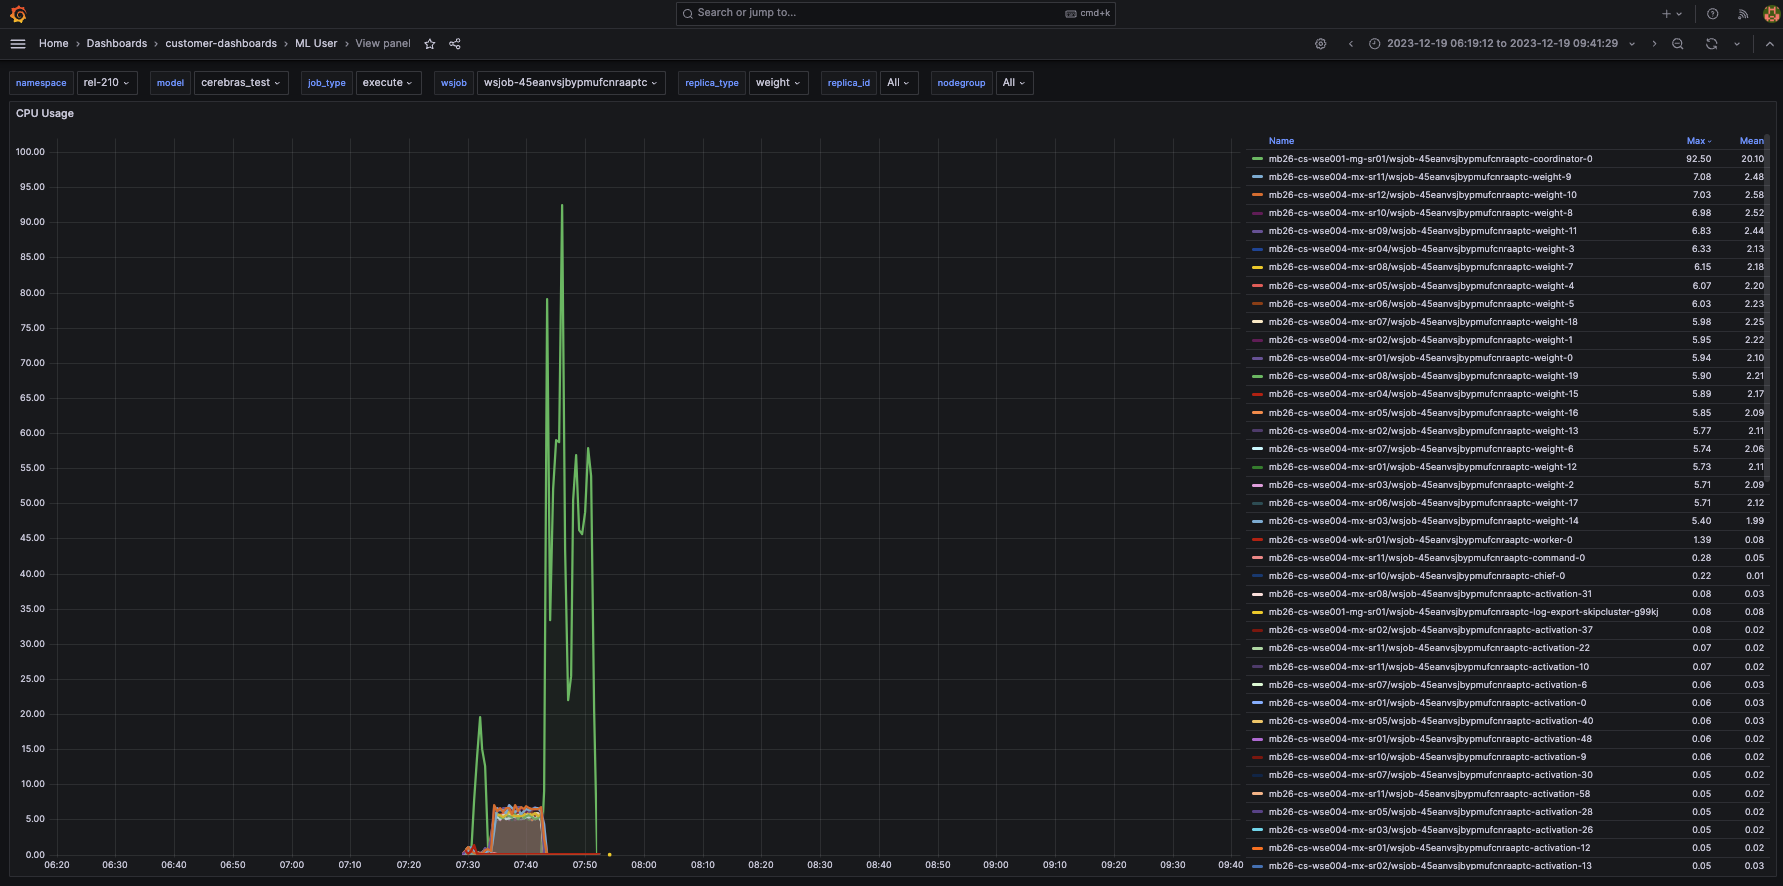 Search or jump to... cmd+k
Home › Dashboards › customer-dashboards › ML User › View panel
2023-12-19 06:19:12 to 2023-12-19 09:41:29
namespace rel-210 model cerebras_test job_type execute wsjob wsjob-45eanvsjbypmufcnraaptc replica_type weight replica_id All nodegroup All
CPU Usage
100.00
95.00
90.00
85.00
80.00
75.00
70.00
65.00
60.00
55.00
50.00
45.00
40.00
35.00
30.00
25.00
20.00
15.00
10.00
5.00
0.00
06:20 06:30 06:40 06:50 07:00 07:10 07:20 07:30 07:40 07:50 08:00 08:10 08:20 08:30 08:40 08:50 09:00 09:10 09:20 09:30 09:40
Name Max Mean
mb26-cs-wse001-mg-sr01/wsjob-45eanvsjbypmufcnraaptc-coordinator-0 92.50 20.10
mb26-cs-wse004-mx-sr11/wsjob-45eanvsjbypmufcnraaptc-weight-9 7.08 2.48
mb26-cs-wse004-mx-sr12/wsjob-45eanvsjbypmufcnraaptc-weight-10 7.03 2.58
mb26-cs-wse004-mx-sr10/wsjob-45eanvsjbypmufcnraaptc-weight-8 6.98 2.52
mb26-cs-wse004-mx-sr09/wsjob-45eanvsjbypmufcnraaptc-weight-11 6.83 2.44
mb26-cs-wse004-mx-sr04/wsjob-45eanvsjbypmufcnraaptc-weight-3 6.33 2.13
mb26-cs-wse004-mx-sr08/wsjob-45eanvsjbypmufcnraaptc-weight-7 6.15 2.18
mb26-cs-wse004-mx-sr05/wsjob-45eanvsjbypmufcnraaptc-weight-4 6.07 2.20
mb26-cs-wse004-mx-sr06/wsjob-45eanvsjbypmufcnraaptc-weight-5 6.03 2.23
mb26-cs-wse004-mx-sr07/wsjob-45eanvsjbypmufcnraaptc-weight-18 5.98 2.25
mb26-cs-wse004-mx-sr02/wsjob-45eanvsjbypmufcnraaptc-weight-1 5.95 2.22
mb26-cs-wse004-mx-sr01/wsjob-45eanvsjbypmufcnraaptc-weight-0 5.94 2.10
mb26-cs-wse004-mx-sr08/wsjob-45eanvsjbypmufcnraaptc-weight-19 5.90 2.21
mb26-cs-wse004-mx-sr04/wsjob-45eanvsjbypmufcnraaptc-weight-15 5.89 2.17
mb26-cs-wse004-mx-sr05/wsjob-45eanvsjbypmufcnraaptc-weight-16 5.85 2.09
mb26-cs-wse004-mx-sr02/wsjob-45eanvsjbypmufcnraaptc-weight-13 5.77 2.11
mb26-cs-wse004-mx-sr07/wsjob-45eanvsjbypmufcnraaptc-weight-6 5.74 2.06
mb26-cs-wse004-mx-sr01/wsjob-45eanvsjbypmufcnraaptc-weight-12 5.73 2.11
mb26-cs-wse004-mx-sr03/wsjob-45eanvsjbypmufcnraaptc-weight-2 5.71 2.09
mb26-cs-wse004-mx-sr06/wsjob-45eanvsjbypmufcnraaptc-weight-17 5.71 2.12
mb26-cs-wse004-mx-sr03/wsjob-45eanvsjbypmufcnraaptc-weight-14 5.40 1.99
mb26-cs-wse004-wk-sr01/wsjob-45eanvsjbypmufcnraaptc-worker-0 1.39 0.08
mb26-cs-wse004-mx-sr11/wsjob-45eanvsjbypmufcnraaptc-command-0 0.28 0.05
mb26-cs-wse004-mx-sr10/wsjob-45eanvsjbypmufcnraaptc-chief-0 0.22 0.01
mb26-cs-wse004-mx-sr08/wsjob-45eanvsjbypmufcnraaptc-activation-31 0.08 0.03
mb26-cs-wse001-mg-sr01/wsjob-45eanvsjbypmufcnraaptc-log-export-skipcluster-g99kj 0.08 0.08
mb26-cs-wse004-mx-sr02/wsjob-45eanvsjbypmufcnraaptc-activation-37 0.08 0.02
mb26-cs-wse004-mx-sr11/wsjob-45eanvsjbypmufcnraaptc-activation-22 0.07 0.02
mb26-cs-wse004-mx-sr11/wsjob-45eanvsjbypmufcnraaptc-activation-10 0.07 0.02
mb26-cs-wse004-mx-sr07/wsjob-45eanvsjbypmufcnraaptc-activation-6 0.06 0.03
mb26-cs-wse004-mx-sr01/wsjob-45eanvsjbypmufcnraaptc-activation-0 0.06 0.03
mb26-cs-wse004-mx-sr05/wsjob-45eanvsjbypmufcnraaptc-activation-40 0.06 0.03
mb26-cs-wse004-mx-sr01/wsjob-45eanvsjbypmufcnraaptc-activation-48 0.06 0.02
mb26-cs-wse004-mx-sr10/wsjob-45eanvsjbypmufcnraaptc-activation-9 0.06 0.02
mb26-cs-wse004-mx-sr07/wsjob-45eanvsjbypmufcnraaptc-activation-30 0.05 0.02
mb26-cs-wse004-mx-sr11/wsjob-45eanvsjbypmufcnraaptc-activation-58 0.05 0.02
mb26-cs-wse004-mx-sr05/wsjob-45eanvsjbypmufcnraaptc-activation-28 0.05 0.02
mb26-cs-wse004-mx-sr03/wsjob-45eanvsjbypmufcnraaptc-activation-26 0.05 0.02
mb26-cs-wse004-mx-sr01/wsjob-45eanvsjbypmufcnraaptc-activation-12 0.05 0.02
mb26-cs-wse004-mx-sr02/wsjob-45eanvsjbypmufcnraaptc-activation-13 0.05 0.03